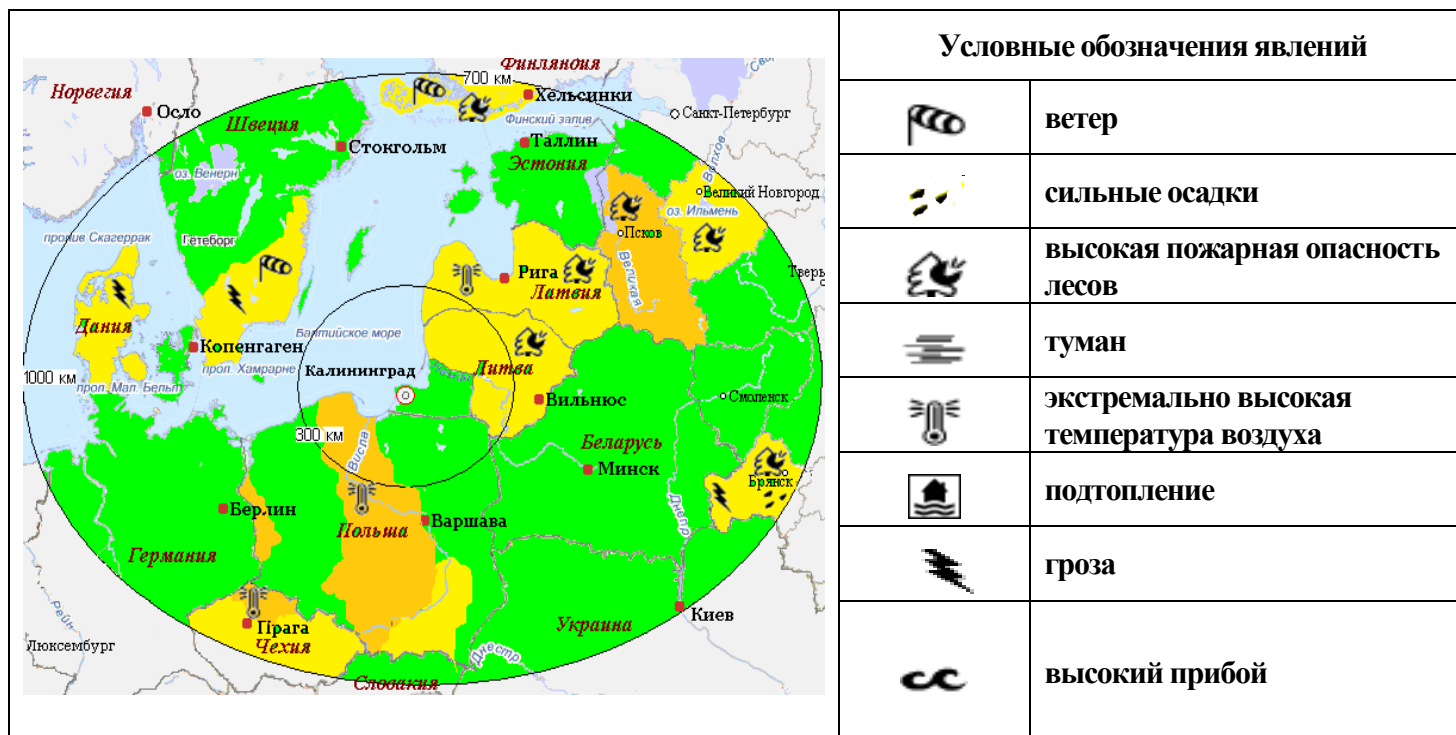 Финляндия
700 км
Норвегия
Хельсинки
Осло
Санкт-Петербург
Швеция
Финский залив
Стокгольм
Таллин
Эстония
Волхов
оз. Венерн
Великий Новгород
оз. Ильмень
пролив Скагеррак
Гетеборг
Псков
Великая
Рига
Тверь
Латвия
Дания
Балтийское море
Копенгаген
проп. Хамрарне
Калининград
Литва
1000 км
проп. Мал. Бельт
Вильнюс
Смоленск
300 км
Висла
Беларусь
Минск
Брянск
Днепр
Берлин
Варшава
Польша
Германия
Рейн
Прага
Киев
Украина
Люксембург
Чехия
Днестр
Словакия
Условные обозначения явлений
ветер
сильные осадки
высокая пожарная опасность
лесов
туман
экстремально высокая
температура воздуха
подтопление
гроза
высокий прибой